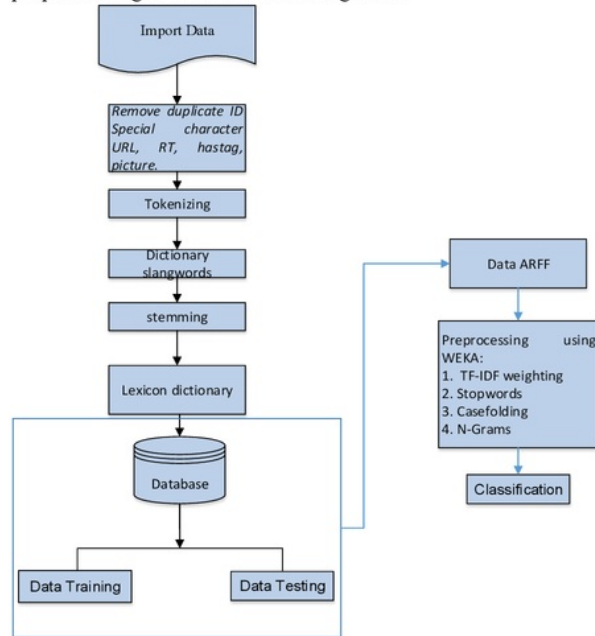 Import Data
Remove duplicate ID
Special character
URL, RT, hastag,
picture.
Tokenizing
Dictionary
slangwords
stemming
Lexicon dictionary
Database
Data Training
Data Testing
Data ARFF
Preprocessing using
WEKA:
1. TF-IDF weighting
2. Stopwords
3. Casefolding
4. N-Grams
Classification